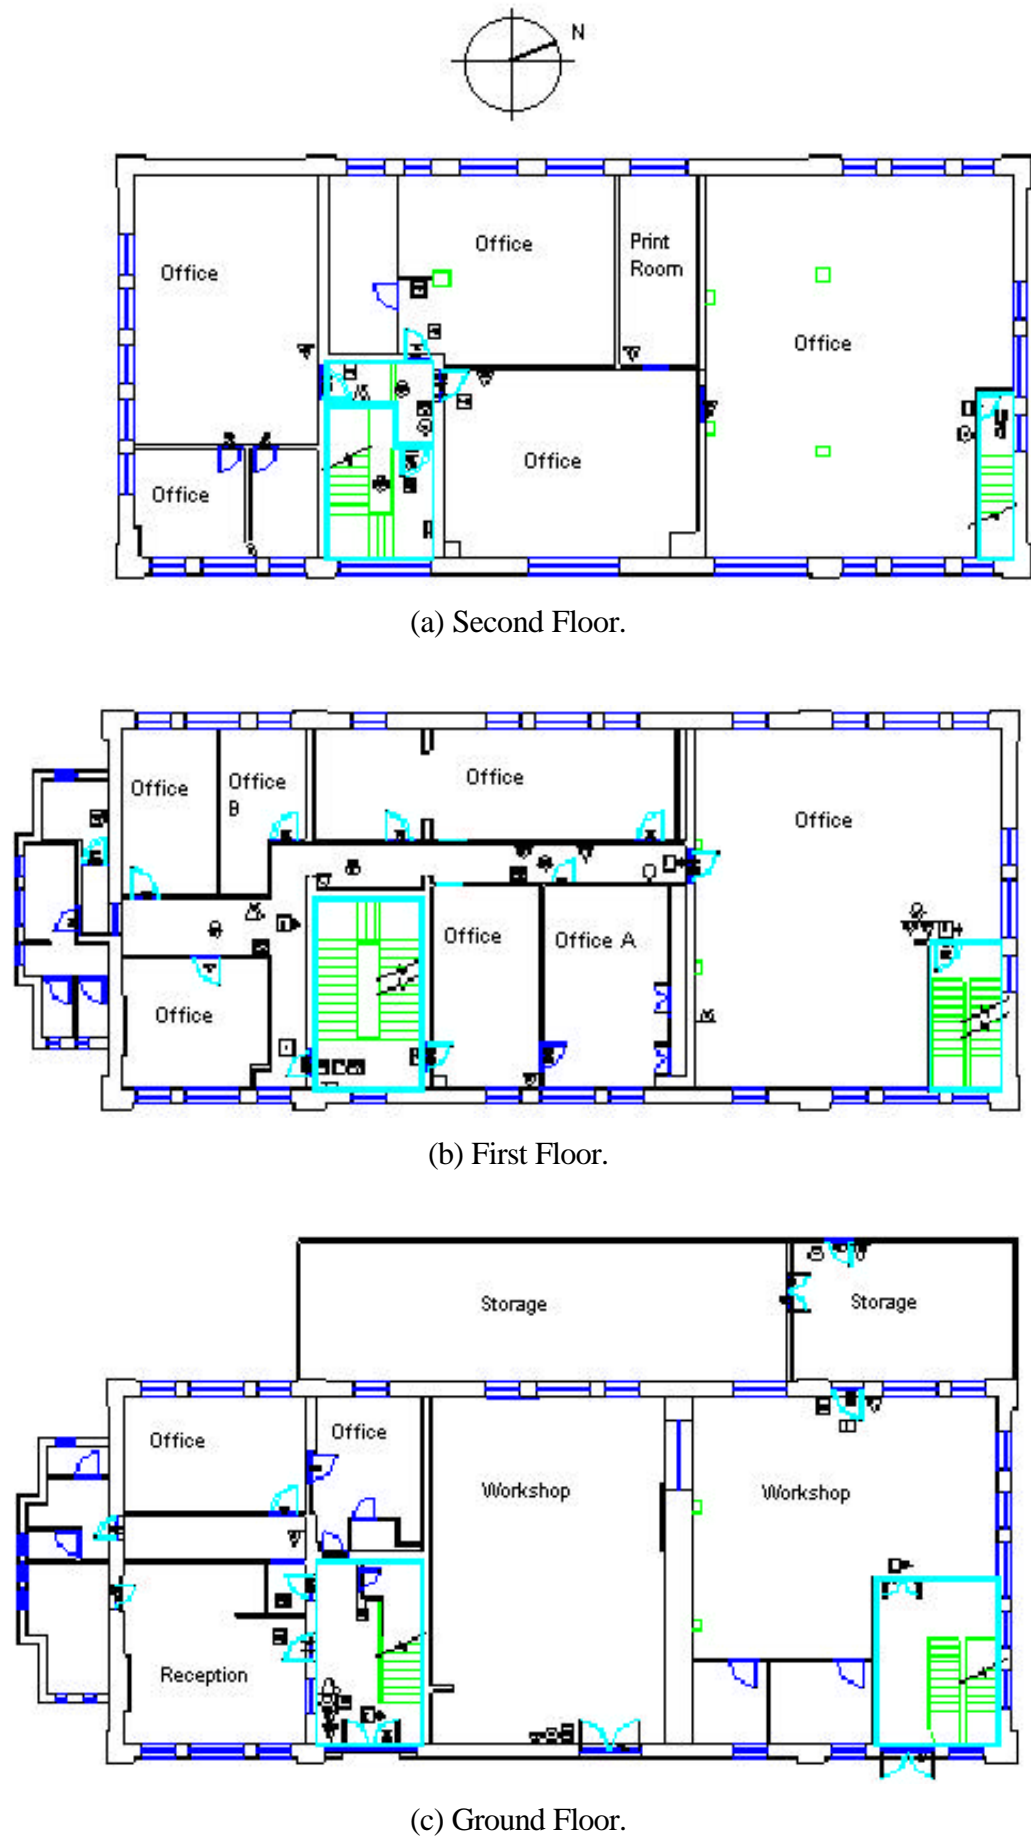 N
Office
Print
Room
Office
Office
Office
Office
(a) Second Floor.
Office
Office
B
Office
Office
Office
Office A
Office
(b) First Floor.
Storage
Storage
Office
Office
Workshop
Workshop
Reception
(c) Ground Floor.